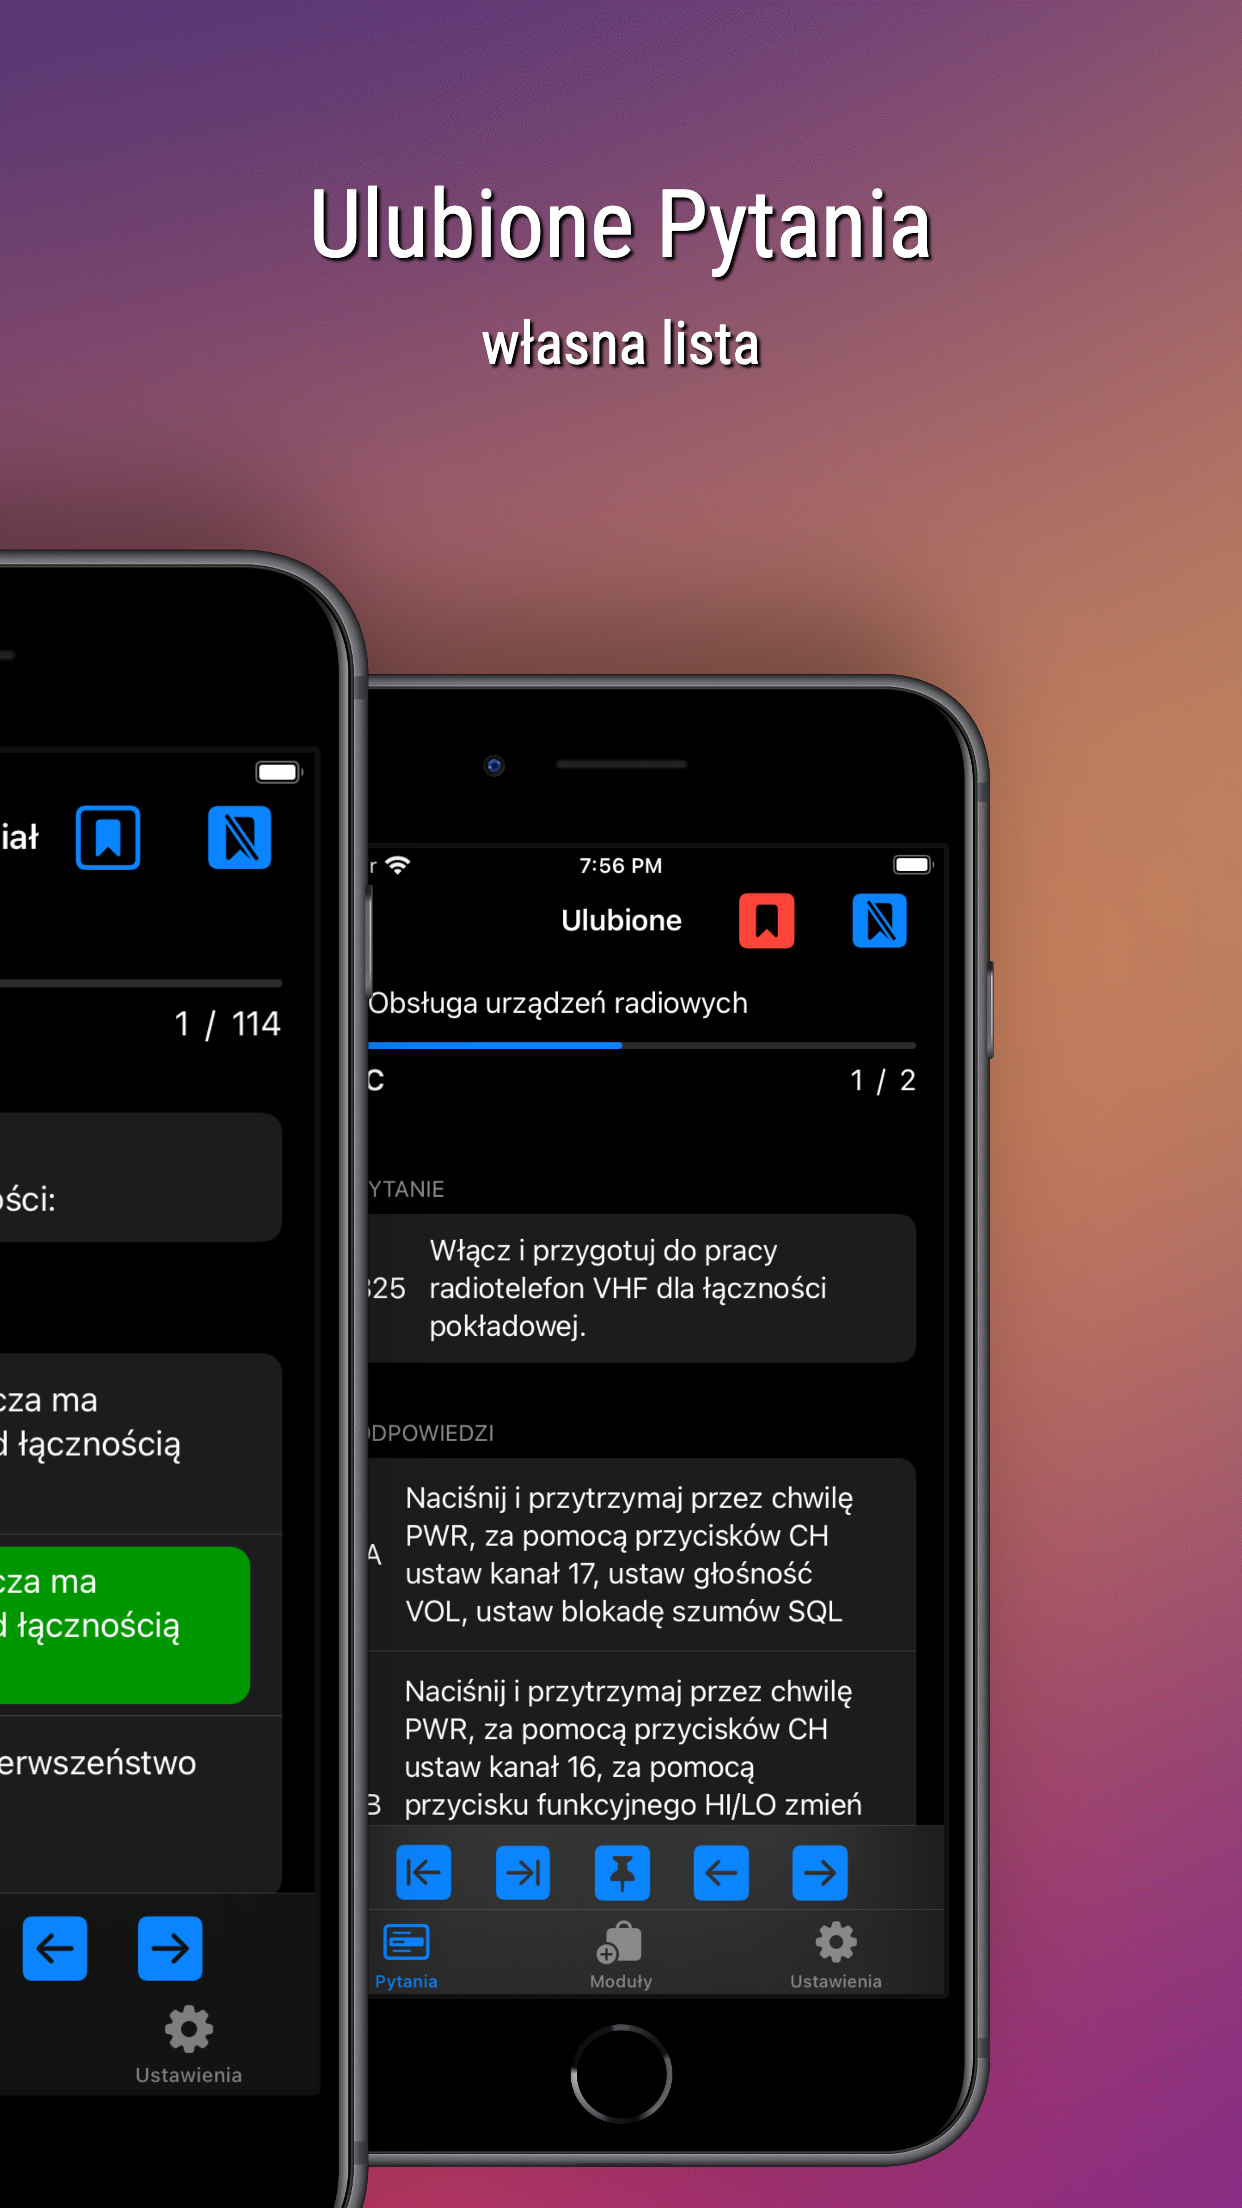 Ulubione Pytania
własna lista
iał
1 / 114
ości:
cza ma
d łącznością
cza ma
d łącznością
erwszeństwo
Ustawienia
r 7:56 PM
Ulubione
Obsługa urządzeń radiowych
C 1 / 2
YTANIE
325 Włącz i przygotuj do pracy
radiotelefon VHF dla łączności
pokładowej.
ODPOWIEDZI
A Naciśnij i przytrzymaj przez chwilę
PWR, za pomocą przycisków CH
ustaw kanał 17, ustaw głośność
VOL, ustaw blokadę szumów SQL
B Naciśnij i przytrzymaj przez chwilę
PWR, za pomocą przycisków CH
ustaw kanał 16, za pomocą
przycisku funkcyjnego HI/LO zmień
Pytania Moduły Ustawienia